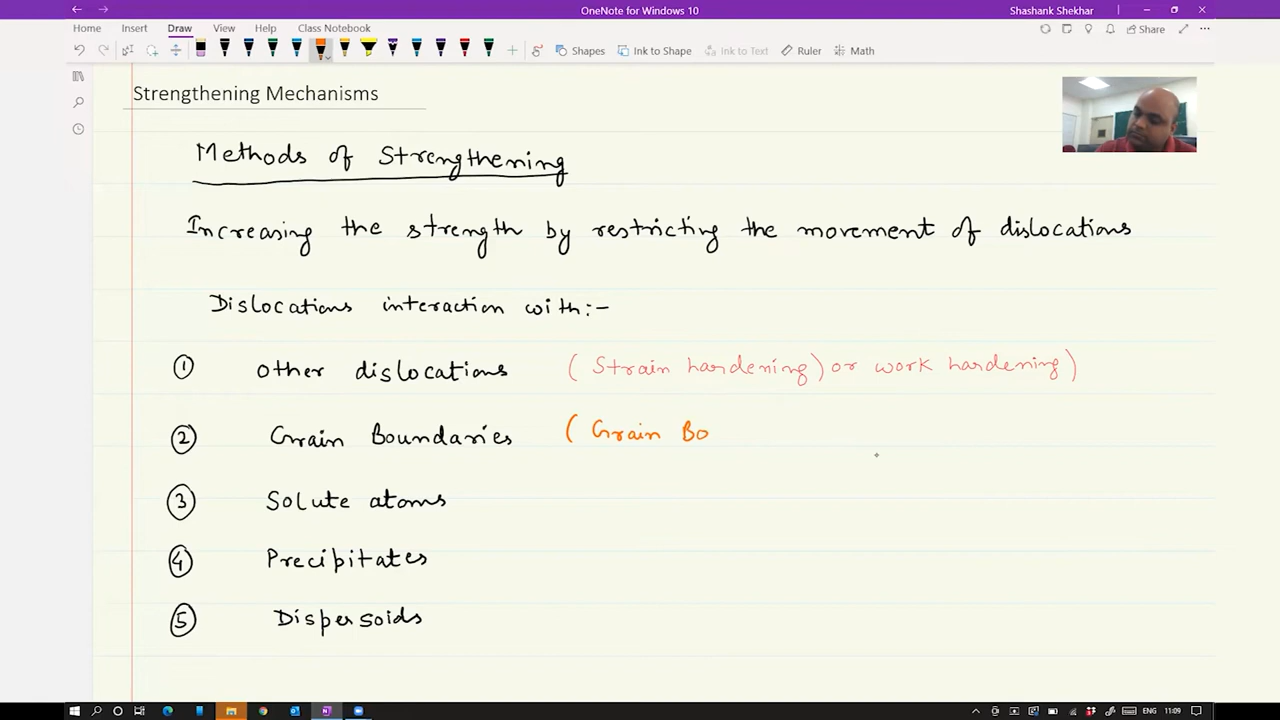 OneNote for Windows 10
Shashank Shekhar
Home Insert Draw View Help Class Notebook
Share
Shapes Ink to Shape Ink to Text Ruler Math
Strengthening Mechanisms
Methods of Strengthening
Increasing the strength by restricting the movement of dislocations
Dislocations interaction with:-
1 Other dislocations (Strain hardening) or work hardening)
2 Grain Boundaries (Grain Bo
3 Solute atoms
4 Precipitates
5 Dispersoids
ENG 11:09